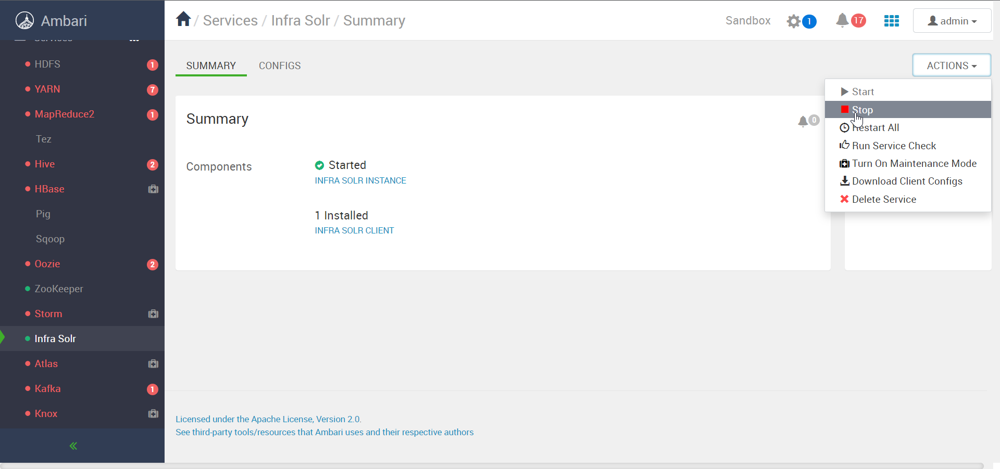 Ambari
Services
HDFS 1
YARN 7
MapReduce2 1
Tez
Hive 2
HBase
Pig
Sqoop
Oozie 2
ZooKeeper
Storm
Infra Solr
Atlas
Kafka 1
Knox
/ Services / Infra Solr / Summary
Sandbox 1 17 admin
SUMMARY CONFIGS
ACTIONS
Start
Stop
Restart All
Run Service Check
Turn On Maintenance Mode
Download Client Configs
Delete Service
Summary
0
Components
Started
INFRA SOLR INSTANCE
1 Installed
INFRA SOLR CLIENT
Licensed under the Apache License, Version 2.0.
See third-party tools/resources that Ambari uses and their respective authors